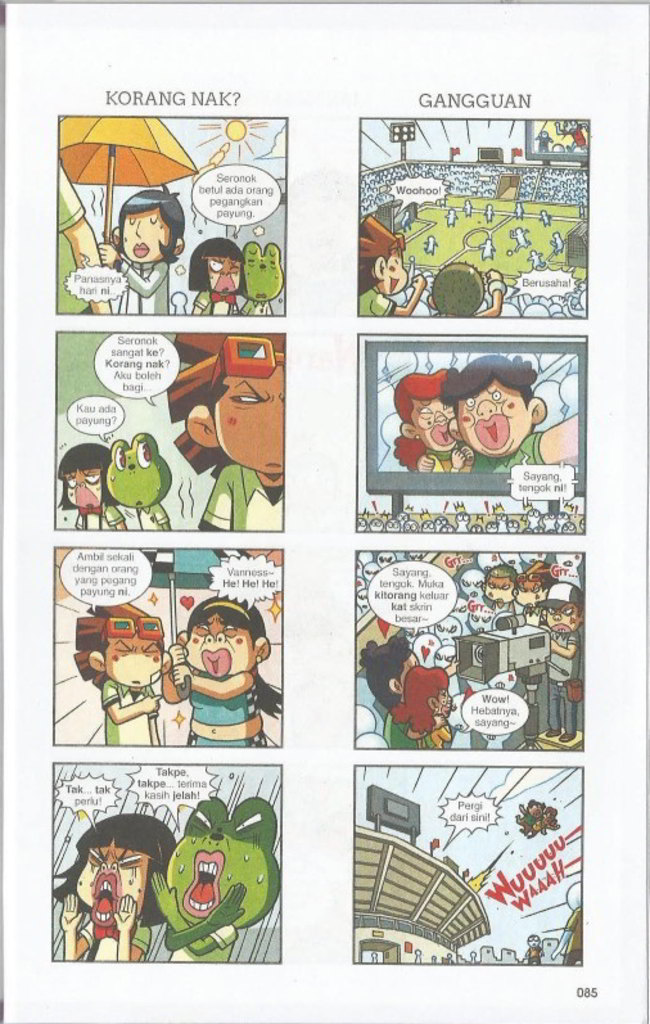 KORANG NAK?
Seronok
betul ada orang
pegangkan
payung.
Panasnya
hari ni.
Seronok
sangat ke?
Korang nak?
Aku boleh
bagi...
Kau ada
payung?
Ambil sekali
dengan orang
yang pegang
payung ni.
Vanness~
He! He! He!
Tak... tak
perlu!
Takpe,
takpe... terima
kasih jelah!
GANGGUAN
Woohoo!
Berusaha!
Sayang,
tengok ni!
Sayang,
tengok. Muka
kitorang keluar
kat skrin
besar~
Grr...
Grr...
Grr...
Wow!
Hebatnya,
sayang~
Pergi
dari sini!
WUUUUU
WAAAH
085